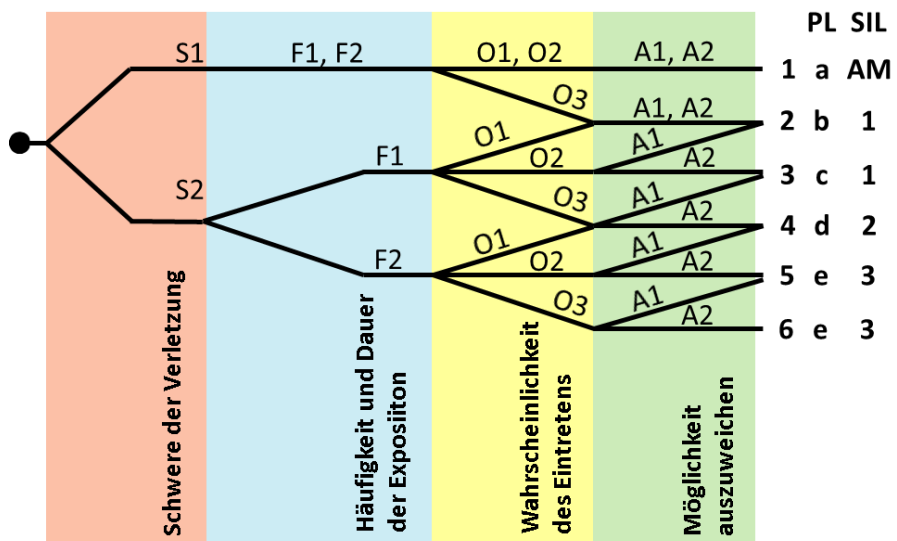 PL SIL
S1 F1, F2 O1, O2 A1, A2 1 a AM
O3 A1, A2 2 b 1
O1 A1
F1 O2 A2 3 c 1
S2 O3 A1
A2 4 d 2
O1 A1
F2 O2 A2 5 e 3
O3 A1
A2 6 e 3
Schwere der Verletzung
Häufigkeit und Dauer
der Exposiiton
Wahrscheinlichkeit
des Eintretens
Möglichkeit
auszuweichen